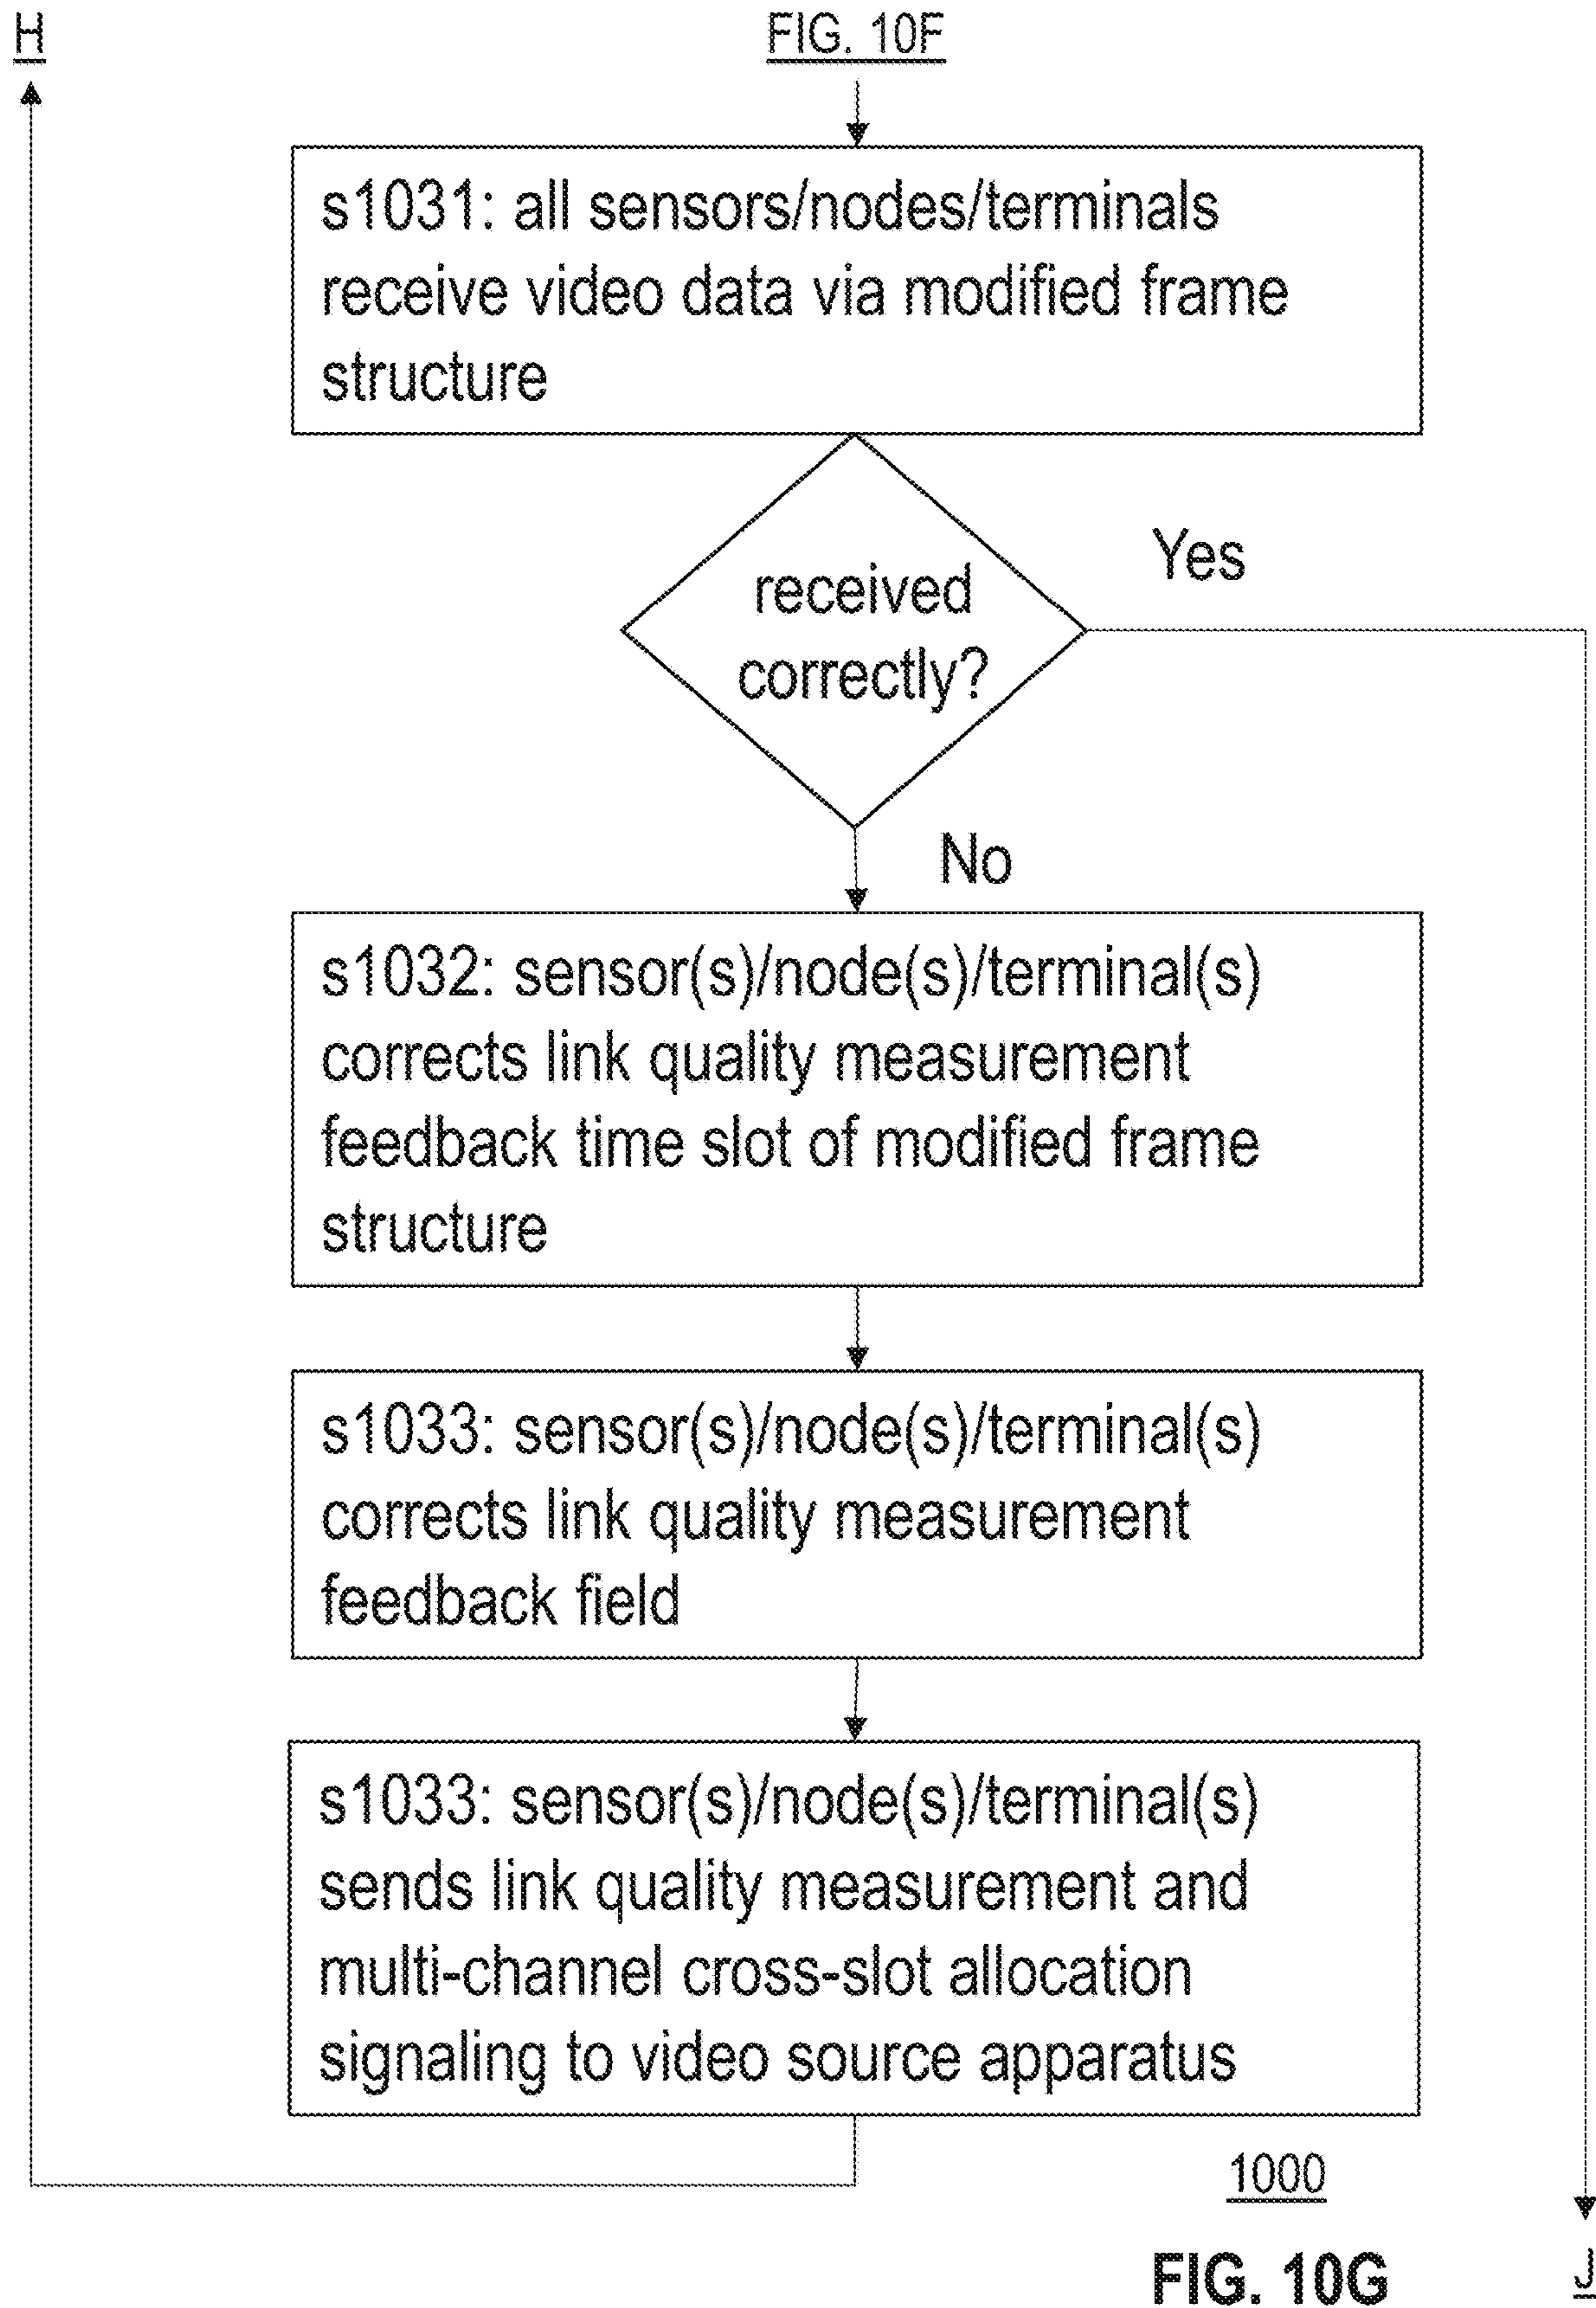 H
FIG. 10F
s1031: all sensors/nodes/terminals
receive video data via modified frame
structure
received
correctly?
Yes
No
s1032: sensor(s)/node(s)/terminal(s)
corrects link quality measurement
feedback time slot of modified frame
structure
s1033: sensor(s)/node(s)/terminal(s)
corrects link quality measurement
feedback field
s1033: sensor(s)/node(s)/terminal(s)
sends link quality measurement and
multi-channel cross-slot allocation
signaling to video source apparatus
1000
FIG. 10G
J